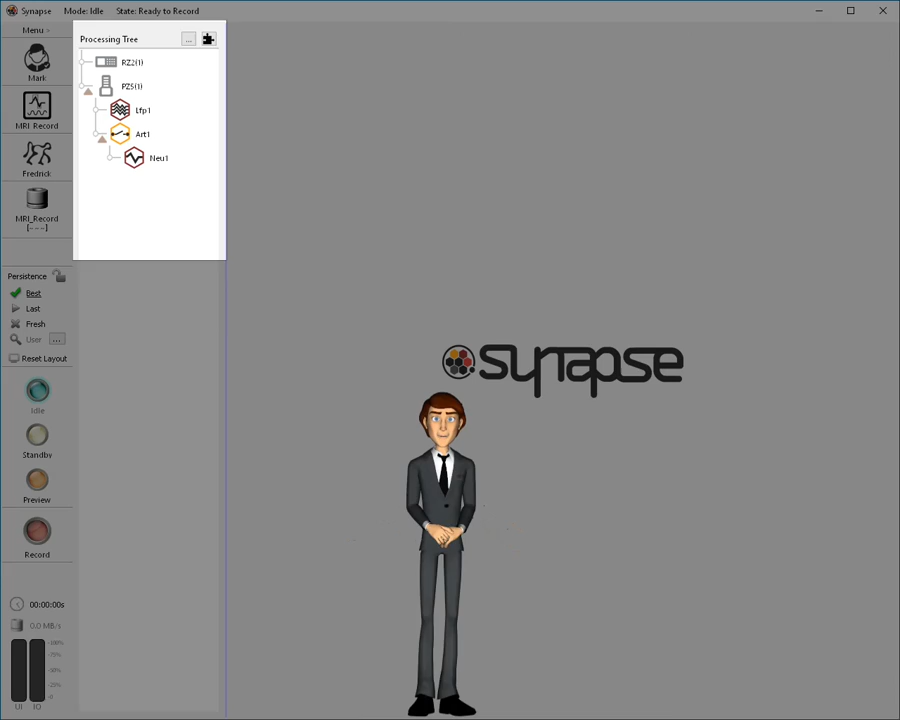 Synapse Mode: Idle State: Ready to Record
Menu >
Processing Tree ...
RZ2(1)
PZ5(1)
Lfp1
Art1
Neu1
Mark
MRI_Record
Fredrick
MRI_Record
[---]
Persistence
Best
Last
Fresh
User ...
Reset Layout
Idle
Standby
Preview
Record
00:00:00s
0.0 MB/s
-100%
-75%
-50%
-25%
-0
UI IO
synapse